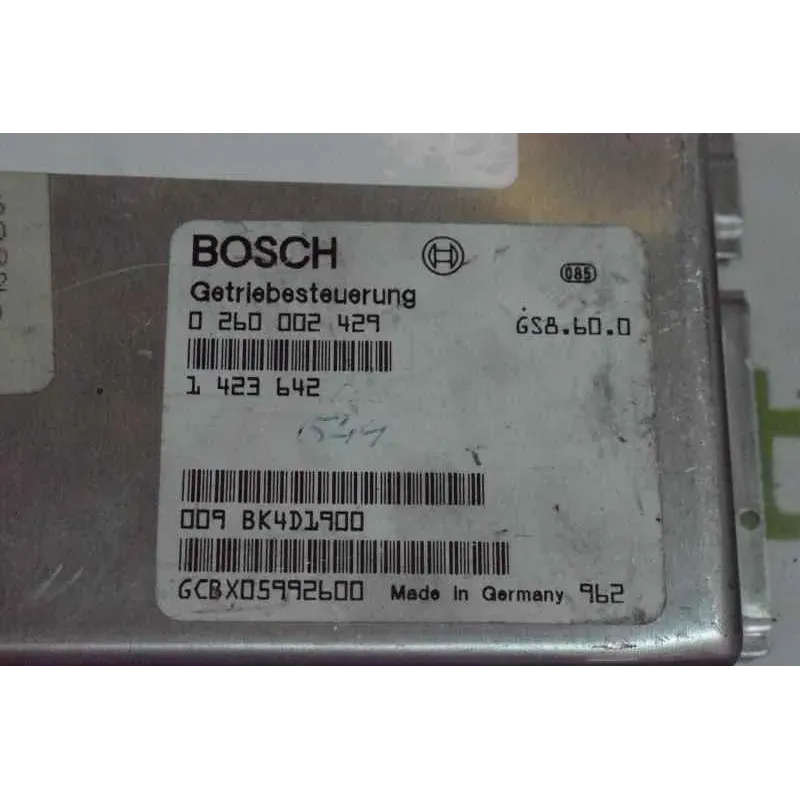 BOSCH
085
Getriebesteuerung
0 260 002 429 GS8.60.0
1 423 642
009 BK4D1900
GCBX05992600 Made in Germany 962